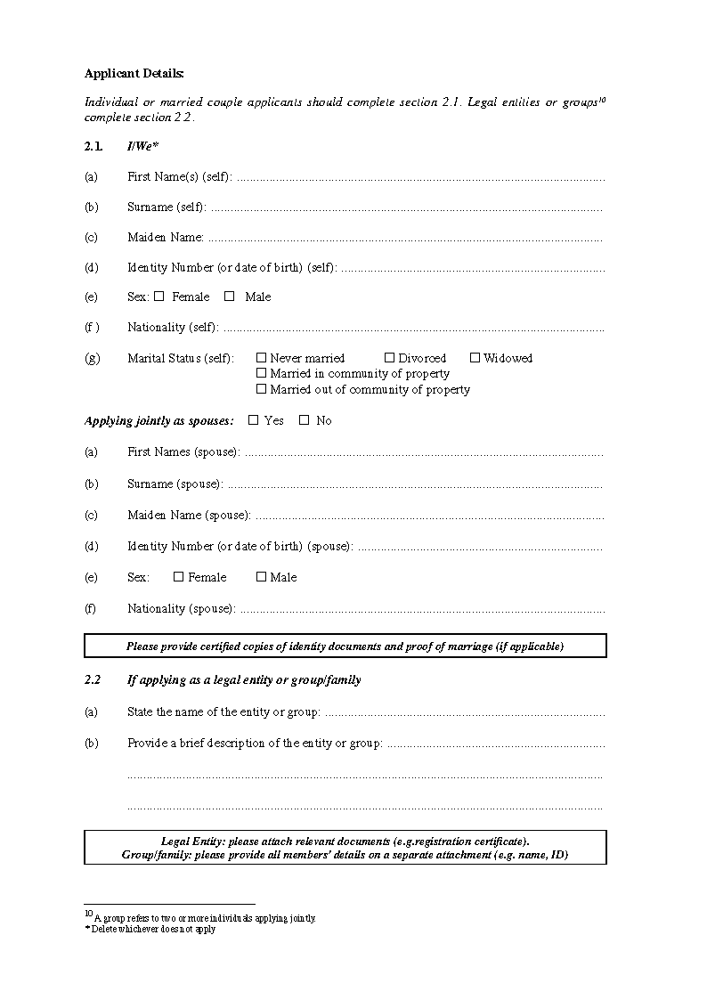 Applicant Details:
Individual or married couple applicants should complete section 2.1. Legal entities or groups¹⁰
complete section 2.2.
2.1. I/We*
(a) First Name(s) (self): ........................................................................................................
(b) Surname (self): ........................................................................................................
(c) Maiden Name: ........................................................................................................
(d) Identity Number (or date of birth) (self): ................................................................................
(e) Sex: ☐ Female ☐ Male
(f ) Nationality (self): ........................................................................................................
(g) Marital Status (self): ☐ Never married ☐ Divorced ☐ Widowed
☐ Married in community of property
☐ Married out of community of property
Applying jointly as spouses: ☐ Yes ☐ No
(a) First Names (spouse): ........................................................................................................
(b) Surname (spouse): ........................................................................................................
(c) Maiden Name (spouse): ........................................................................................................
(d) Identity Number (or date of birth) (spouse): ............................................................................
(e) Sex: ☐ Female ☐ Male
(f) Nationality (spouse): ........................................................................................................
Please provide certified copies of identity documents and proof of marriage (if applicable)
2.2 If applying as a legal entity or group/family
(a) State the name of the entity or group: ....................................................................................
(b) Provide a brief description of the entity or group: ..................................................................
................................................................................................................................
................................................................................................................................
Legal Entity: please attach relevant documents (e.g.registration certificate).
Group/family: please provide all members' details on a separate attachment (e.g. name, ID)
¹⁰ A group refers to two or more individuals applying jointly.
* Delete whichever does not apply